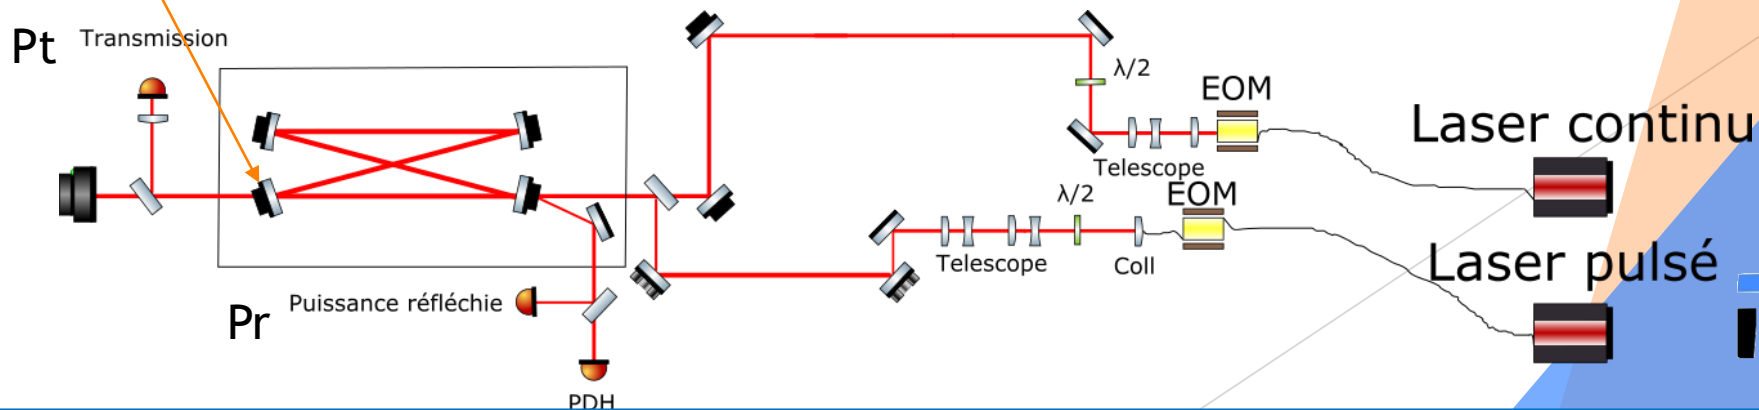 Pt
Transmission
λ/2
EOM
Laser continu
Telescope
λ/2
EOM
Telescope
Coll
Laser pulsé
Puissance réfléchie
Pr
PDH